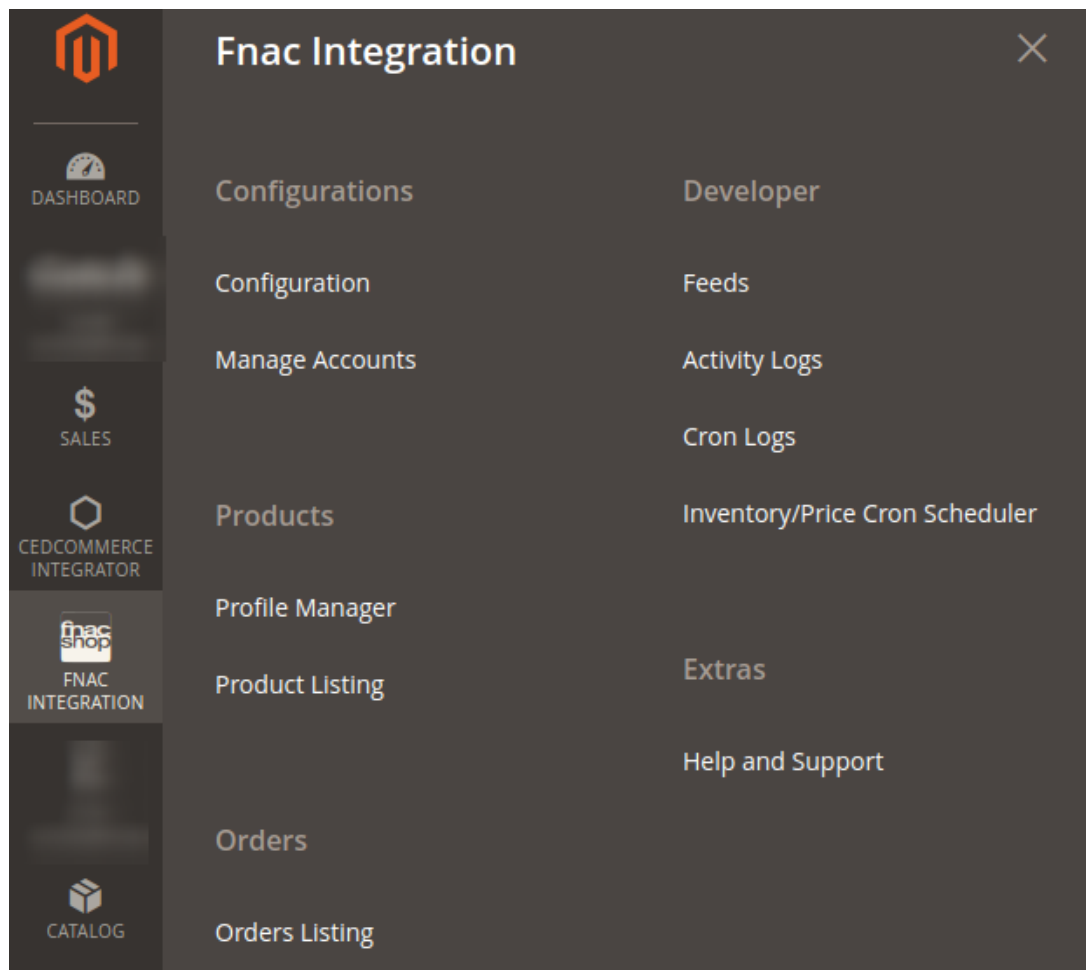 Fnac Integration
DASHBOARD
SALES
CEDCOMMERCE
INTEGRATOR
fnac
shop
FNAC
INTEGRATION
CATALOG
Configurations
Configuration
Manage Accounts
Products
Profile Manager
Product Listing
Orders
Orders Listing
Developer
Feeds
Activity Logs
Cron Logs
Inventory/Price Cron Scheduler
Extras
Help and Support